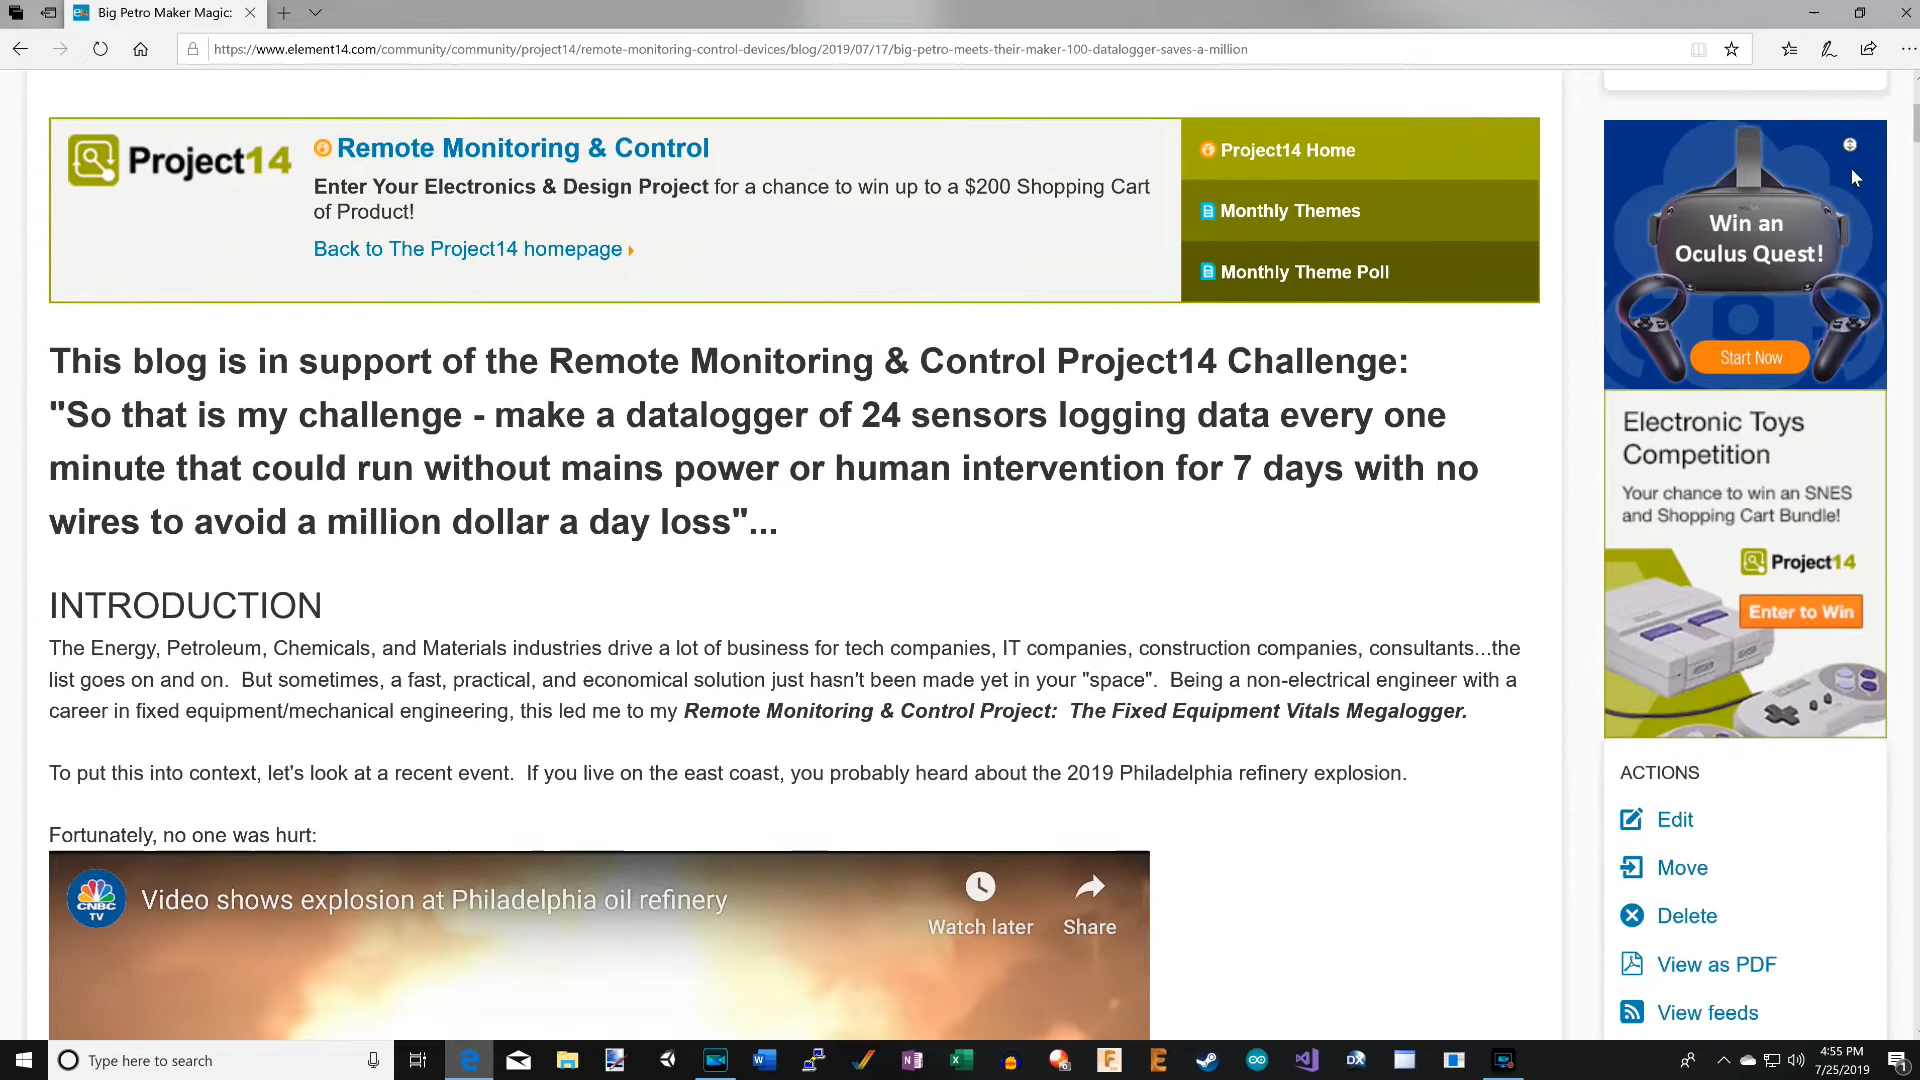 Big Petro Maker Magic:
https://www.element14.com/community/community/project14/remote-monitoring-control-devices/blog/2019/07/17/big-petro-meets-their-maker-100-datalogger-saves-a-million
Project14
Remote Monitoring & Control
Enter Your Electronics & Design Project for a chance to win up to a $200 Shopping Cart
of Product!
Back to The Project14 homepage
Project14 Home
Monthly Themes
Monthly Theme Poll
This blog is in support of the Remote Monitoring & Control Project14 Challenge:
"So that is my challenge - make a datalogger of 24 sensors logging data every one
minute that could run without mains power or human intervention for 7 days with no
wires to avoid a million dollar a day loss"...
INTRODUCTION
The Energy, Petroleum, Chemicals, and Materials industries drive a lot of business for tech companies, IT companies, construction companies, consultants...the
list goes on and on.  But sometimes, a fast, practical, and economical solution just hasn't been made yet in your "space".  Being a non-electrical engineer with a
career in fixed equipment/mechanical engineering, this led me to my Remote Monitoring & Control Project:  The Fixed Equipment Vitals Megalogger.
To put this into context, let's look at a recent event.  If you live on the east coast, you probably heard about the 2019 Philadelphia refinery explosion.
Fortunately, no one was hurt:
CNBC
TV
Video shows explosion at Philadelphia oil refinery
Watch later
Share
Win an
Oculus Quest!
Start Now
Electronic Toys
Competition
Your chance to win an SNES
and Shopping Cart Bundle!
Project14
Enter to Win
ACTIONS
Edit
Move
Delete
View as PDF
View feeds
Type here to search
4:55 PM
7/25/2019